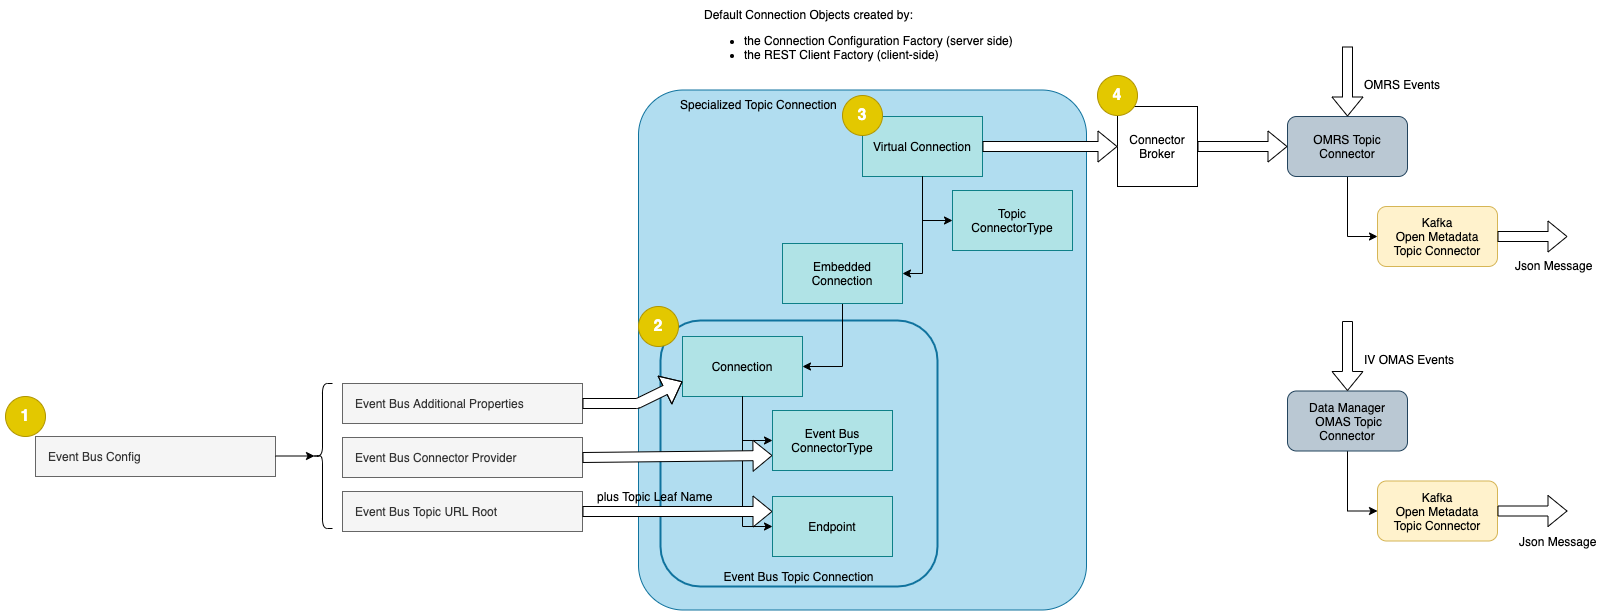 Default Connection Objects created by:
• the Connection Configuration Factory (server side)
• the REST Client Factory (client-side)
Specialized Topic Connection
3
Virtual Connection
4
Connector
Broker
OMRS Events
OMRS Topic
Connector
Topic
ConnectorType
Kafka
Open Metadata
Topic Connector
Json Message
Embedded
Connection
2
Connection
1
Event Bus Config
Event Bus Additional Properties
Event Bus Connector Provider
Event Bus Topic URL Root
plus Topic Leaf Name
Event Bus
ConnectorType
Endpoint
Event Bus Topic Connection
IV OMAS Events
Data Manager
OMAS Topic
Connector
Kafka
Open Metadata
Topic Connector
Json Message